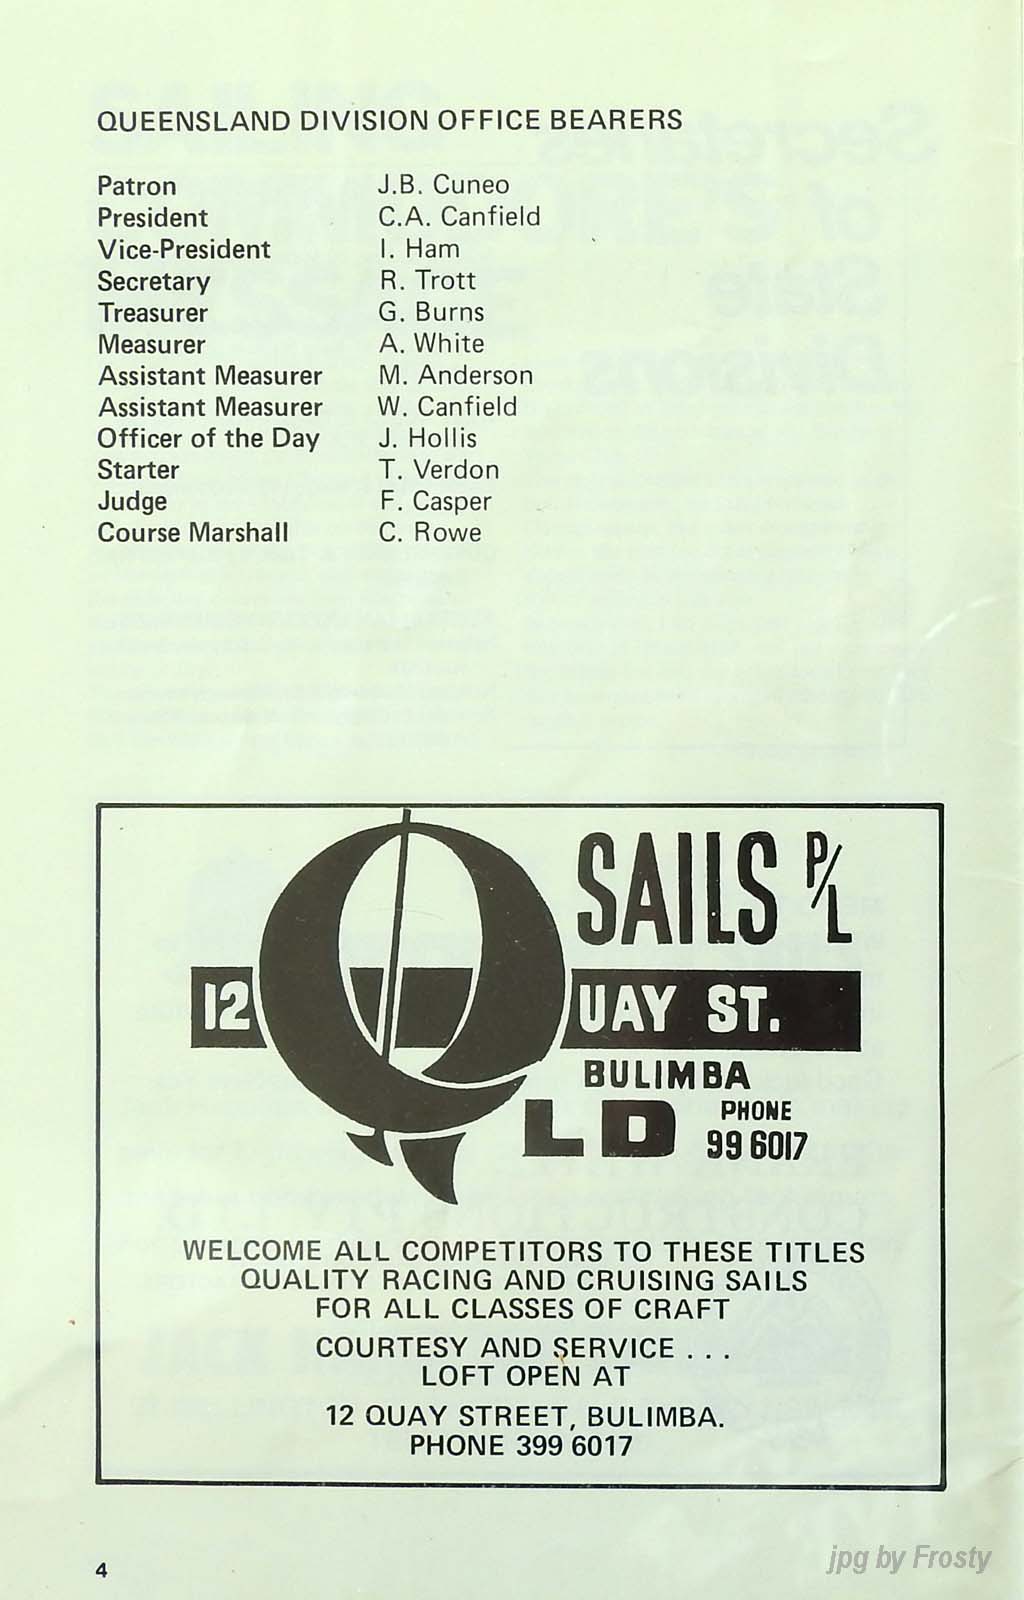 QUEENSLAND DIVISION OFFICE BEARERS
Patron J.B. Cuneo
President C.A. Canfield
Vice-President I. Ham
Secretary R. Trott
Treasurer G. Burns
Measurer A. White
Assistant Measurer M. Anderson
Assistant Measurer W. Canfield
Officer of the Day J. Hollis
Starter T. Verdon
Judge F. Casper
Course Marshall C. Rowe
Q SAILS P/L
12 QUAY ST.
BULIMBA
QLD PHONE
99 6017
WELCOME ALL COMPETITORS TO THESE TITLES
QUALITY RACING AND CRUISING SAILS
FOR ALL CLASSES OF CRAFT
COURTESY AND SERVICE . . .
LOFT OPEN AT
12 QUAY STREET, BULIMBA.
PHONE 399 6017
4
jpg by Frosty